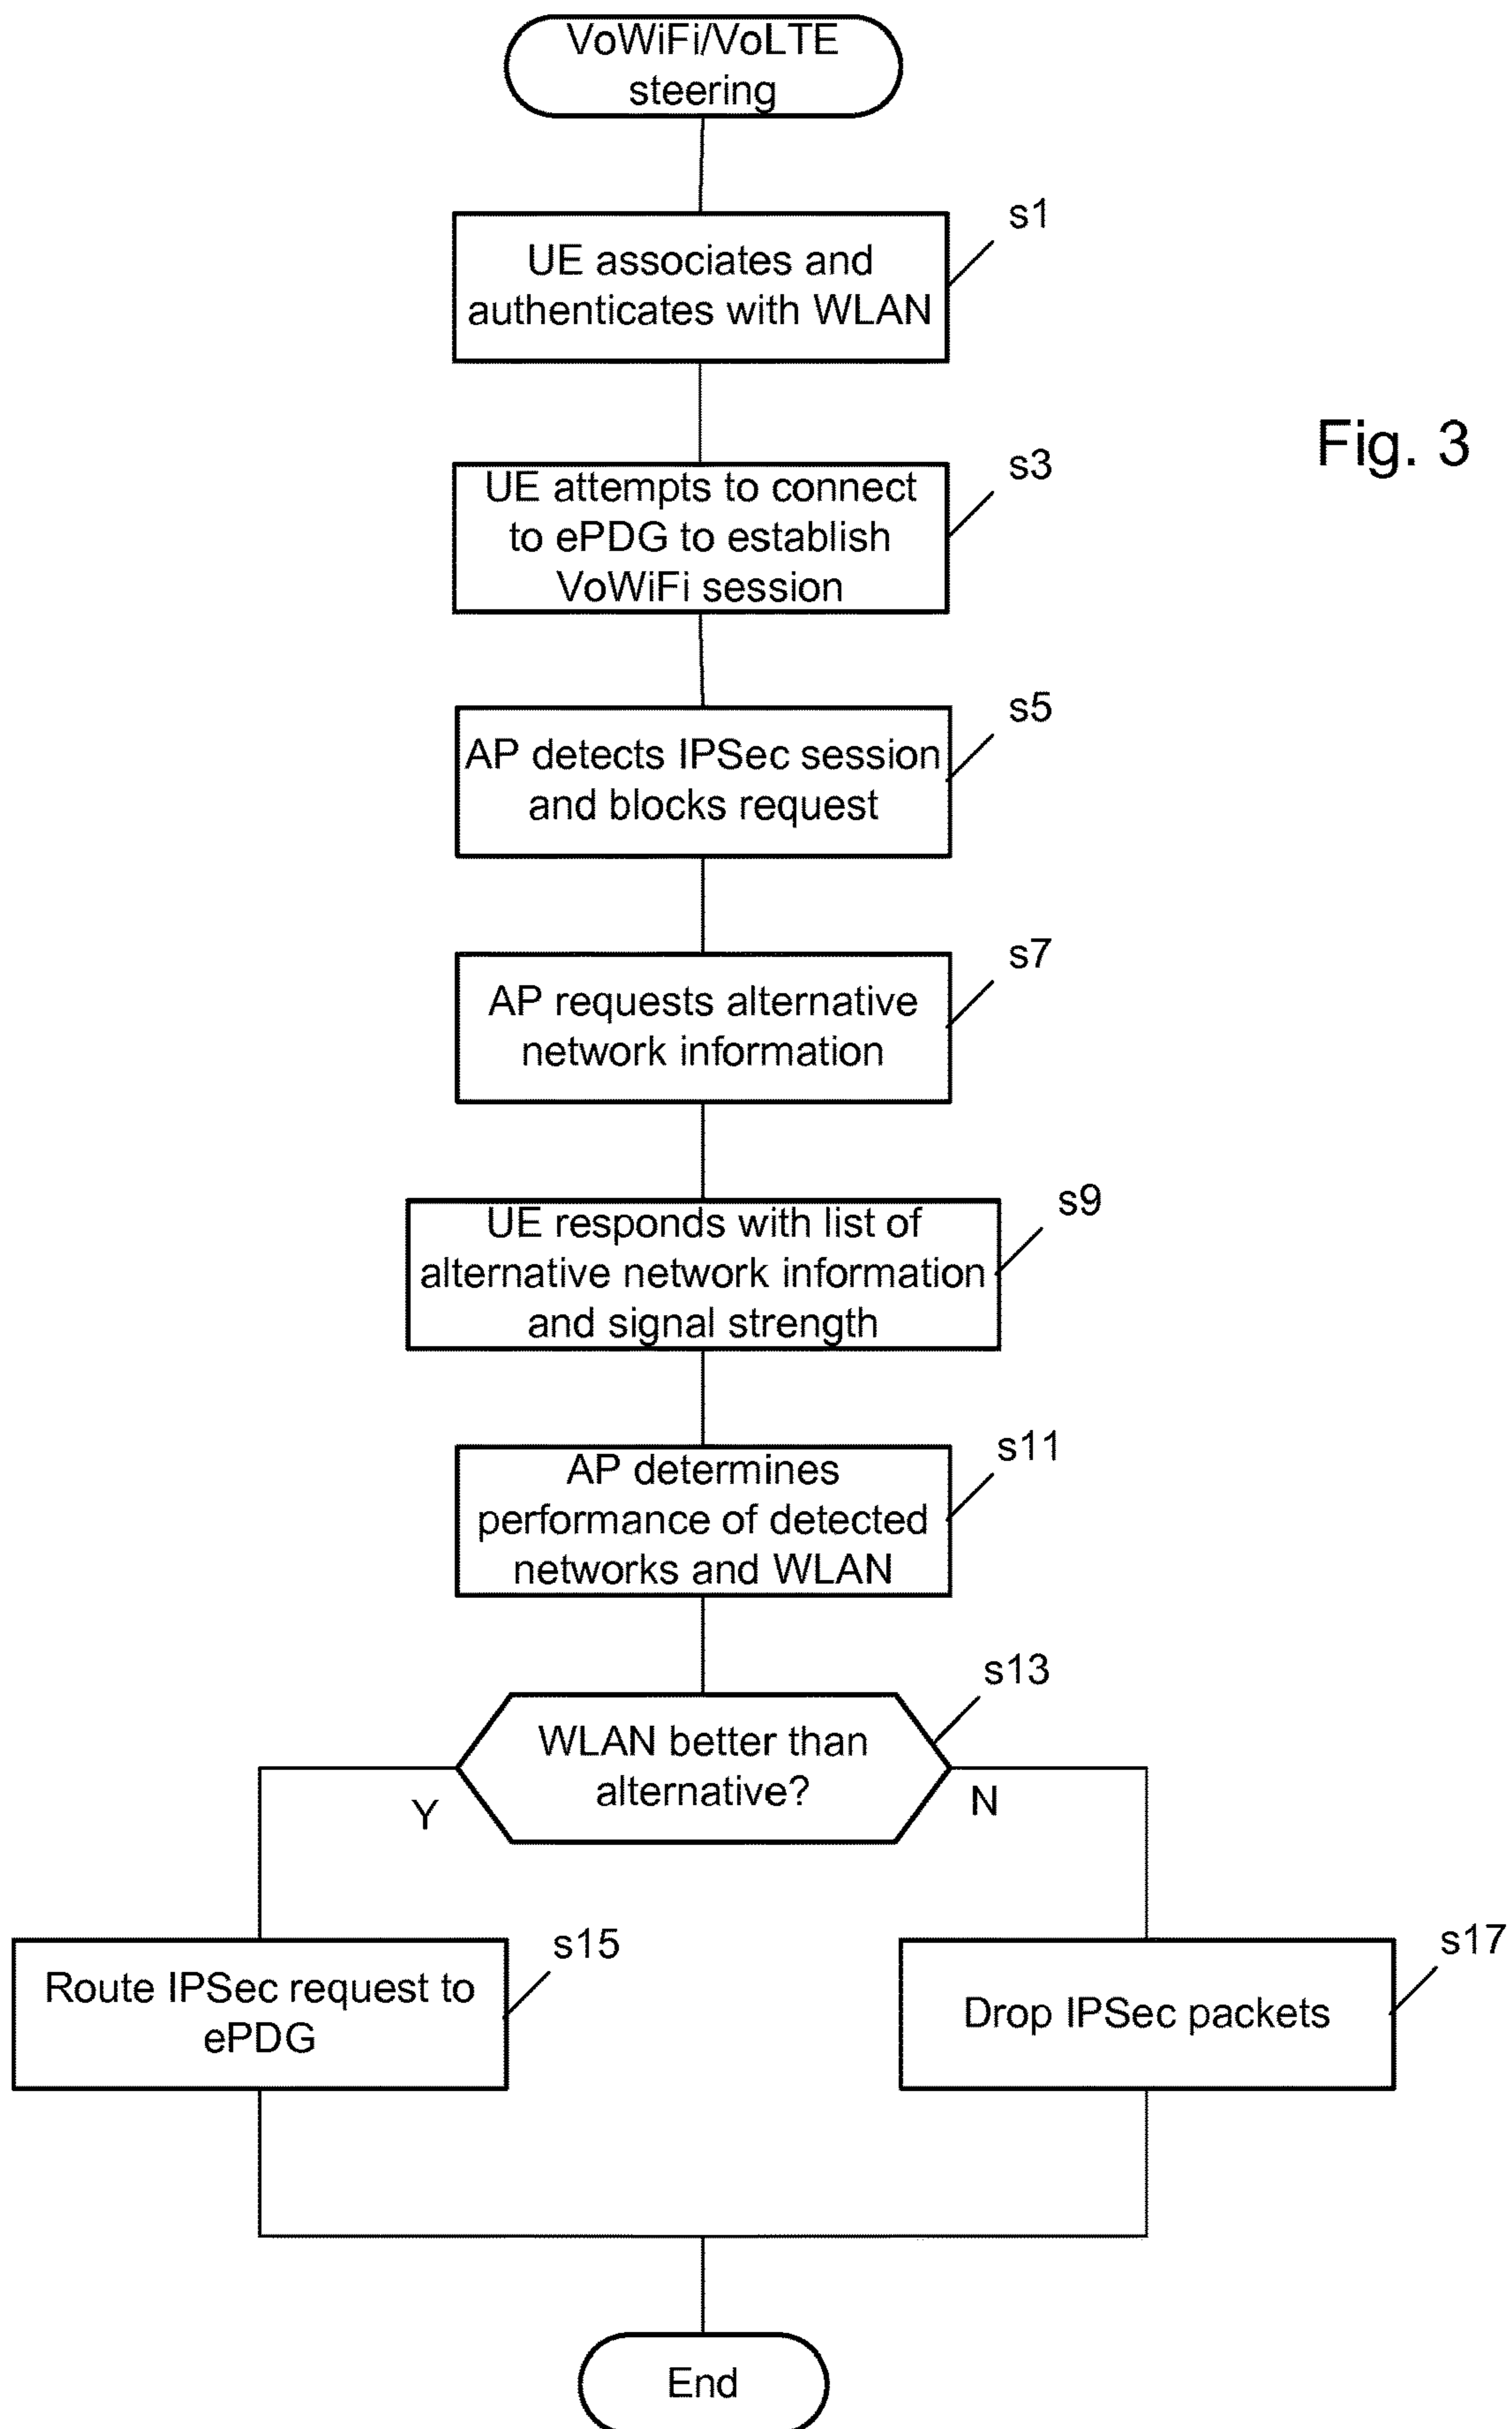 VoWiFi/VoLTE
steering
s1
UE associates and
authenticates with WLAN
Fig. 3
s3
UE attempts to connect
to ePDG to establish
VoWiFi session
s5
AP detects IPSec session
and blocks request
s7
AP requests alternative
network information
s9
UE responds with list of
alternative network information
and signal strength
s11
AP determines
performance of detected
networks and WLAN
s13
WLAN better than
alternative?
Y
N
s15
Route IPSec request to
ePDG
s17
Drop IPSec packets
End